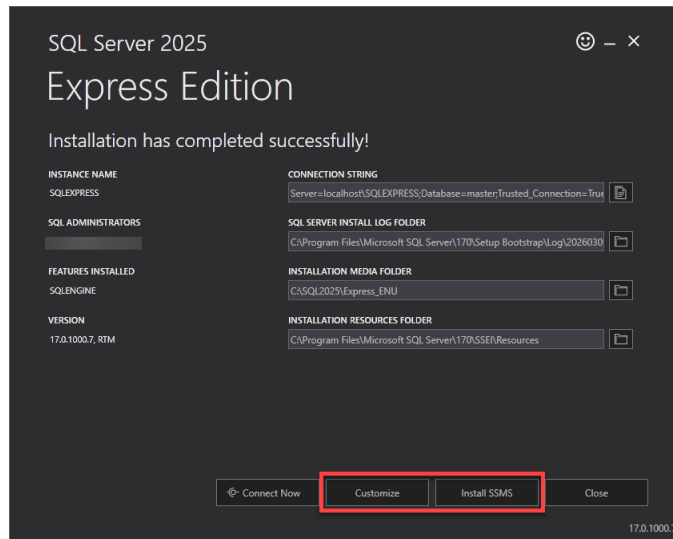 SQL Server 2025
Express Edition
Installation has completed successfully!
INSTANCE NAME
SQLEXPRESS
CONNECTION STRING
Server=localhost\SQLEXPRESS;Database=master;Trusted_Connection=True
SQL ADMINISTRATORS
SQL SERVER INSTALL LOG FOLDER
C:\Program Files\Microsoft SQL Server\170\Setup Bootstrap\Log\2026030
FEATURES INSTALLED
SQLENGINE
INSTALLATION MEDIA FOLDER
C:\SQL2025\Express_ENU
VERSION
17.0.1000.7, RTM
INSTALLATION RESOURCES FOLDER
C:\Program Files\Microsoft SQL Server\170\SSEI\Resources
Connect Now
Customize
Install SSMS
Close
17.0.1000.